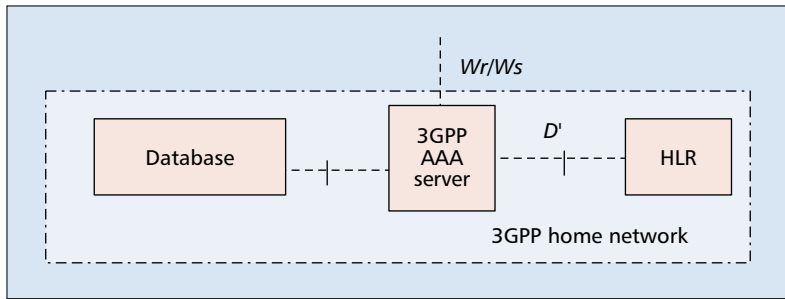 Wr/Ws
Database
3GPP
AAA
server
D'
HLR
3GPP home network